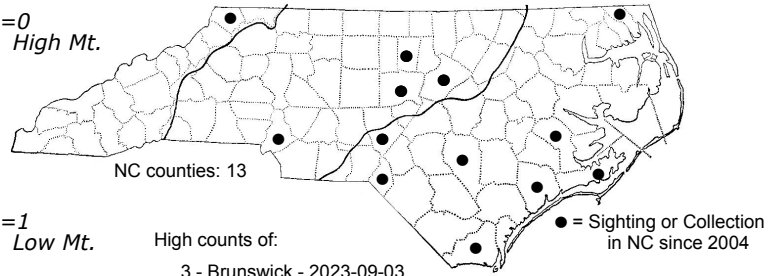 =0
High Mt.
NC counties: 13
=1
Low Mt.
High counts of:
3 - Brunswick - 2023-09-03
● = Sighting or Collection
in NC since 2004